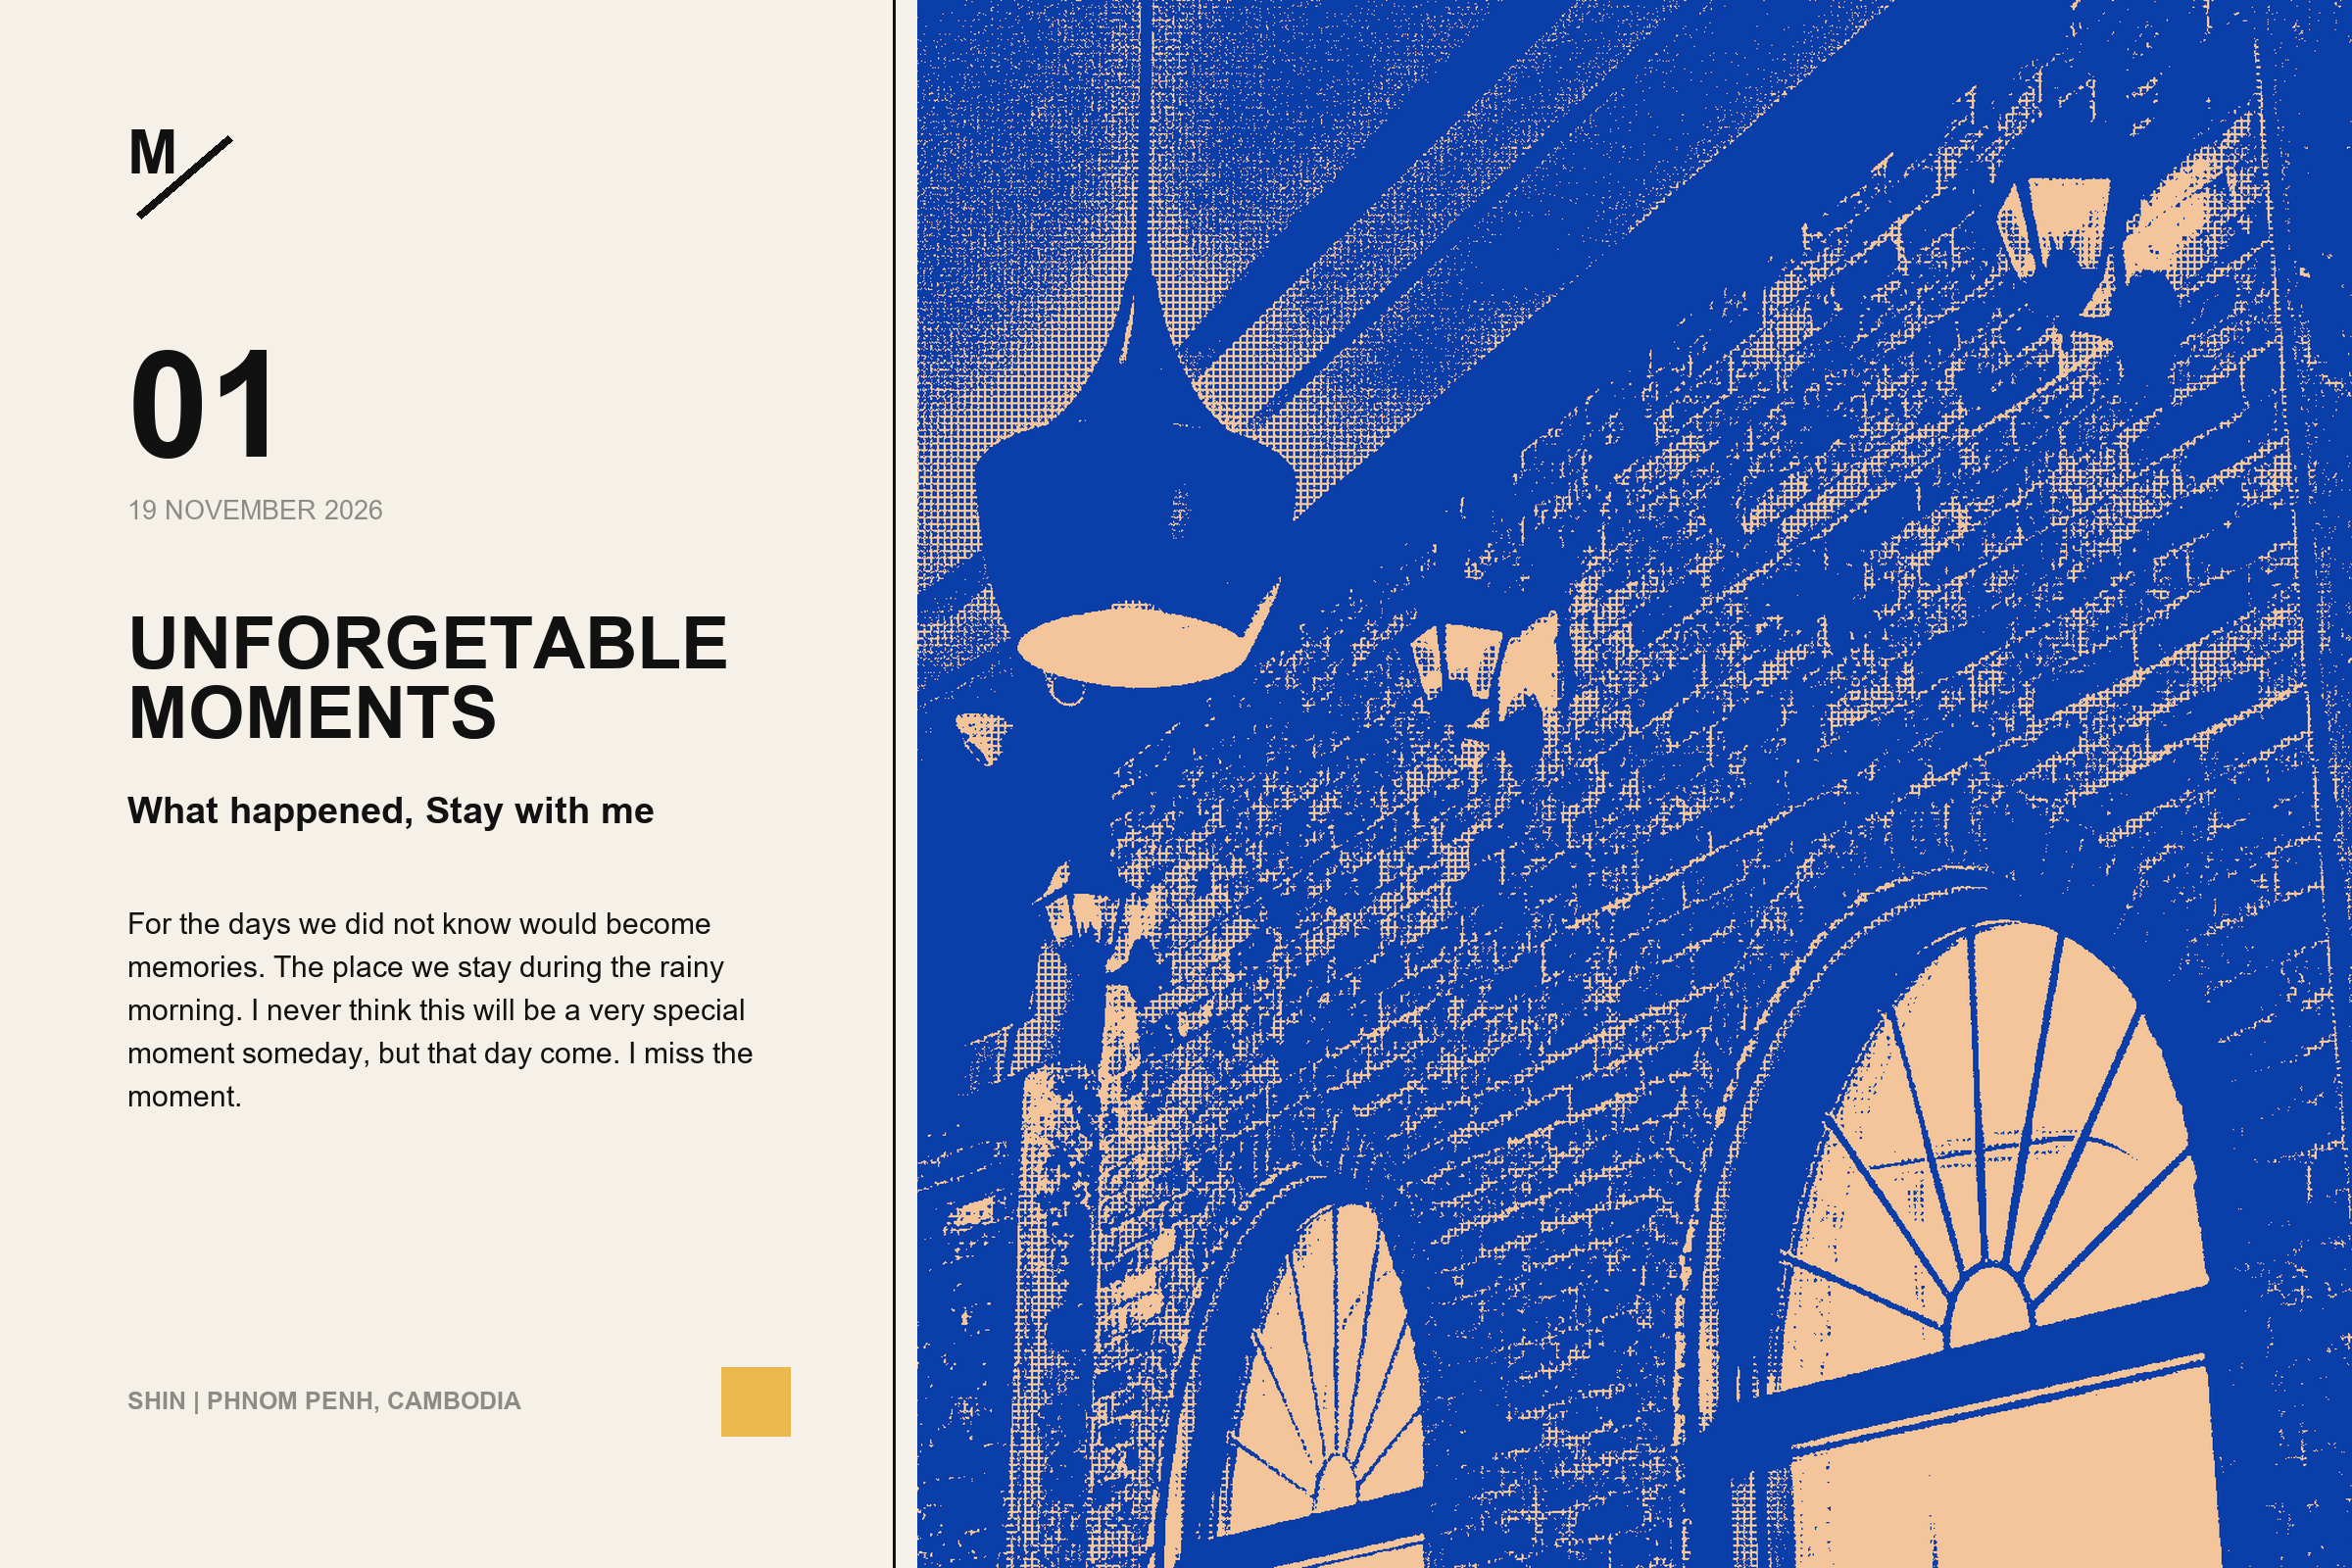 M
01
19 NOVEMBER 2026
UNFORGETABLE
MOMENTS
What happened, Stay with me
For the days we did not know would become
memories. The place we stay during the rainy
morning. I never think this will be a very special
moment someday, but that day come. I miss the
moment.
SHIN | PHNOM PENH, CAMBODIA